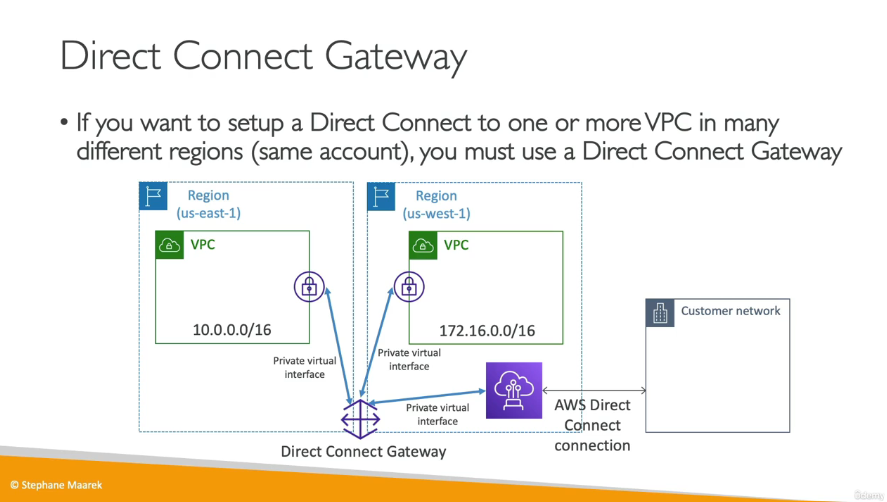 Direct Connect Gateway
• If you want to setup a Direct Connect to one or more VPC in many
different regions (same account), you must use a Direct Connect Gateway
Region
(us-east-1)
Region
(us-west-1)
VPC
VPC
10.0.0.0/16
172.16.0.0/16
Customer network
Private virtual
interface
Private virtual
interface
Private virtual
interface
AWS Direct
Connect
connection
Direct Connect Gateway
© Stephane Maarek
Udemy